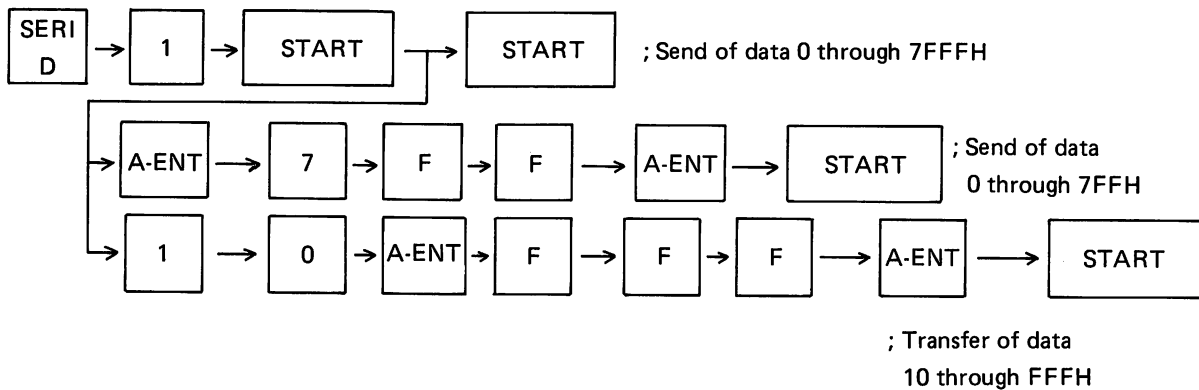 SERI
D
1
START
START
; Send of data 0 through 7FFFH
A-ENT
7
F
F
A-ENT
START
; Send of data
0 through 7FFH
1
0
A-ENT
F
F
F
A-ENT
START
; Transfer of data
10 through FFFH